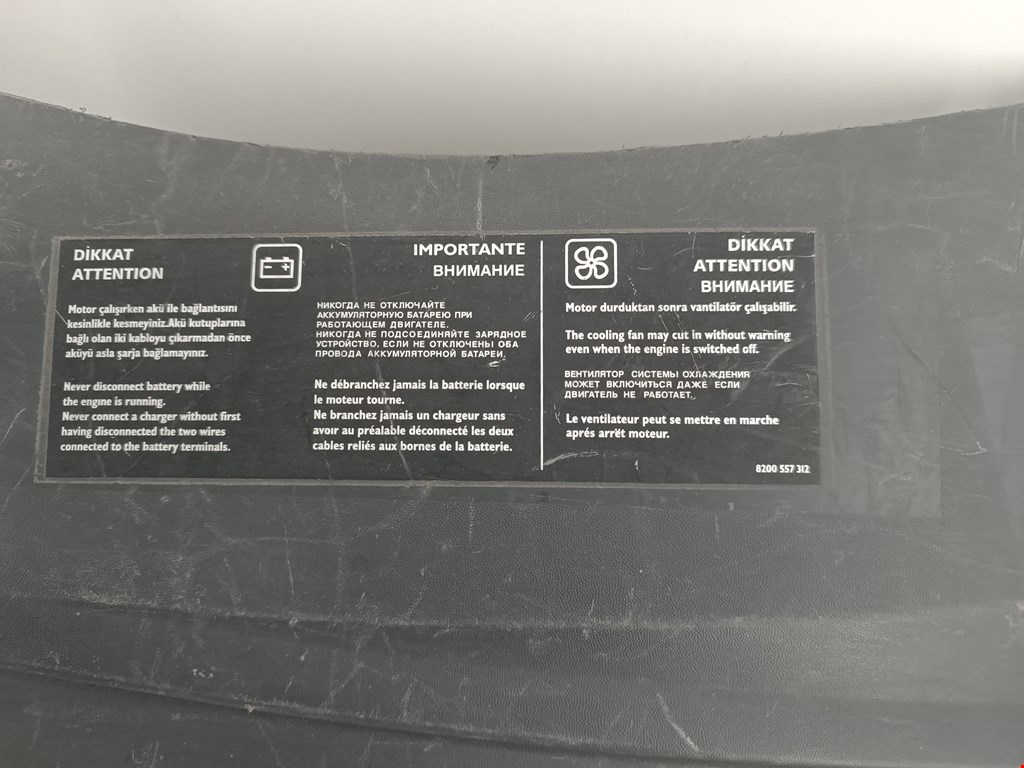 DİKKAT
ATTENTION
Motor çalışırken akü ile bağlantısını
kesinlikle kesmeyiniz.Akü kutuplarına
bağlı olan iki kabloyu çıkarmadan önce
aküyü asla şarja bağlamayınız.
Never disconnect battery while
the engine is running.
Never connect a charger without first
having disconnected the two wires
connected to the battery terminals.
IMPORTANTE
ВНИМАНИЕ
НИКОГДА НЕ ОТКЛЮЧАЙТЕ
АККУМУЛЯТОРНУЮ БАТАРЕЮ ПРИ
РАБОТАЮЩЕМ ДВИГАТЕЛЕ.
НИКОГДА НЕ ПОДСОЕДИНЯЙТЕ ЗАРЯДНОЕ
УСТРОЙСТВО, ЕСЛИ НЕ ОТКЛЮЧЕНЫ ОБА
ПРОВОДА АККУМУЛЯТОРНОЙ БАТАРЕИ.
Ne débranchez jamais la batterie lorsque
le moteur tourne.
Ne branchez jamais un chargeur sans
avoir au préalable déconnecté les deux
cables reliés aux bornes de la batterie.
DİKKAT
ATTENTION
ВНИМАНИЕ
Motor durduktan sonra vantilatör çalışabilir.
The cooling fan may cut in without warning
even when the engine is switched off.
ВЕНТИЛЯТОР СИСТЕМЫ ОХЛАЖДЕНИЯ
МОЖЕТ ВКЛЮЧИТЬСЯ ДАЖЕ ЕСЛИ
ДВИГАТЕЛЬ НЕ РАБОТАЕТ.
Le ventilateur peut se mettre en marche
aprés arrêt moteur.
8200 557 312